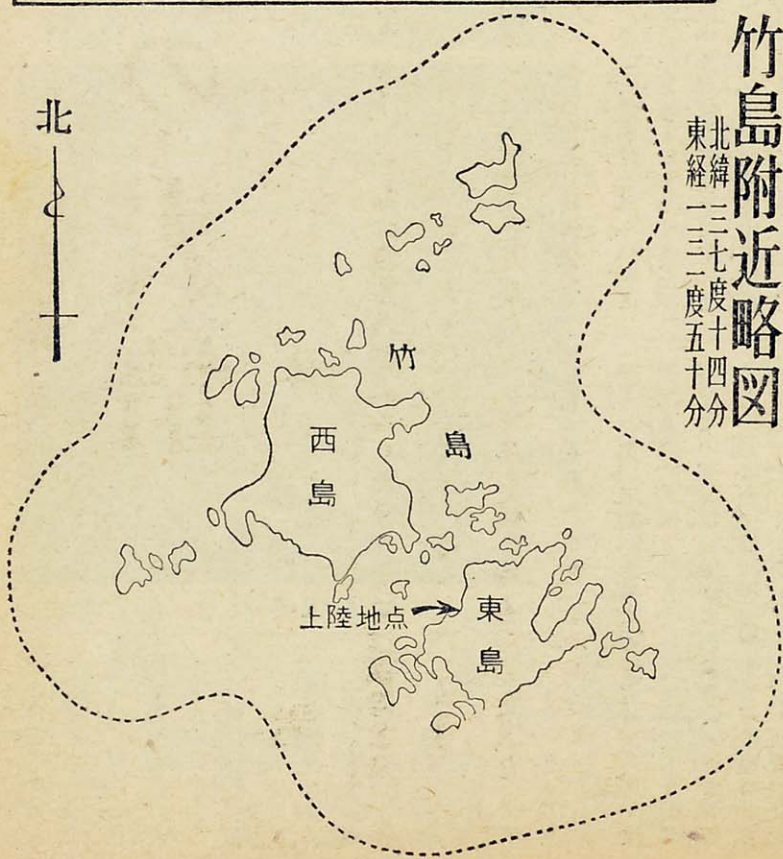 竹島附近略図
北緯三七度十四分
東経一三一度五十分
北
竹島
西島
上陸地点
東島